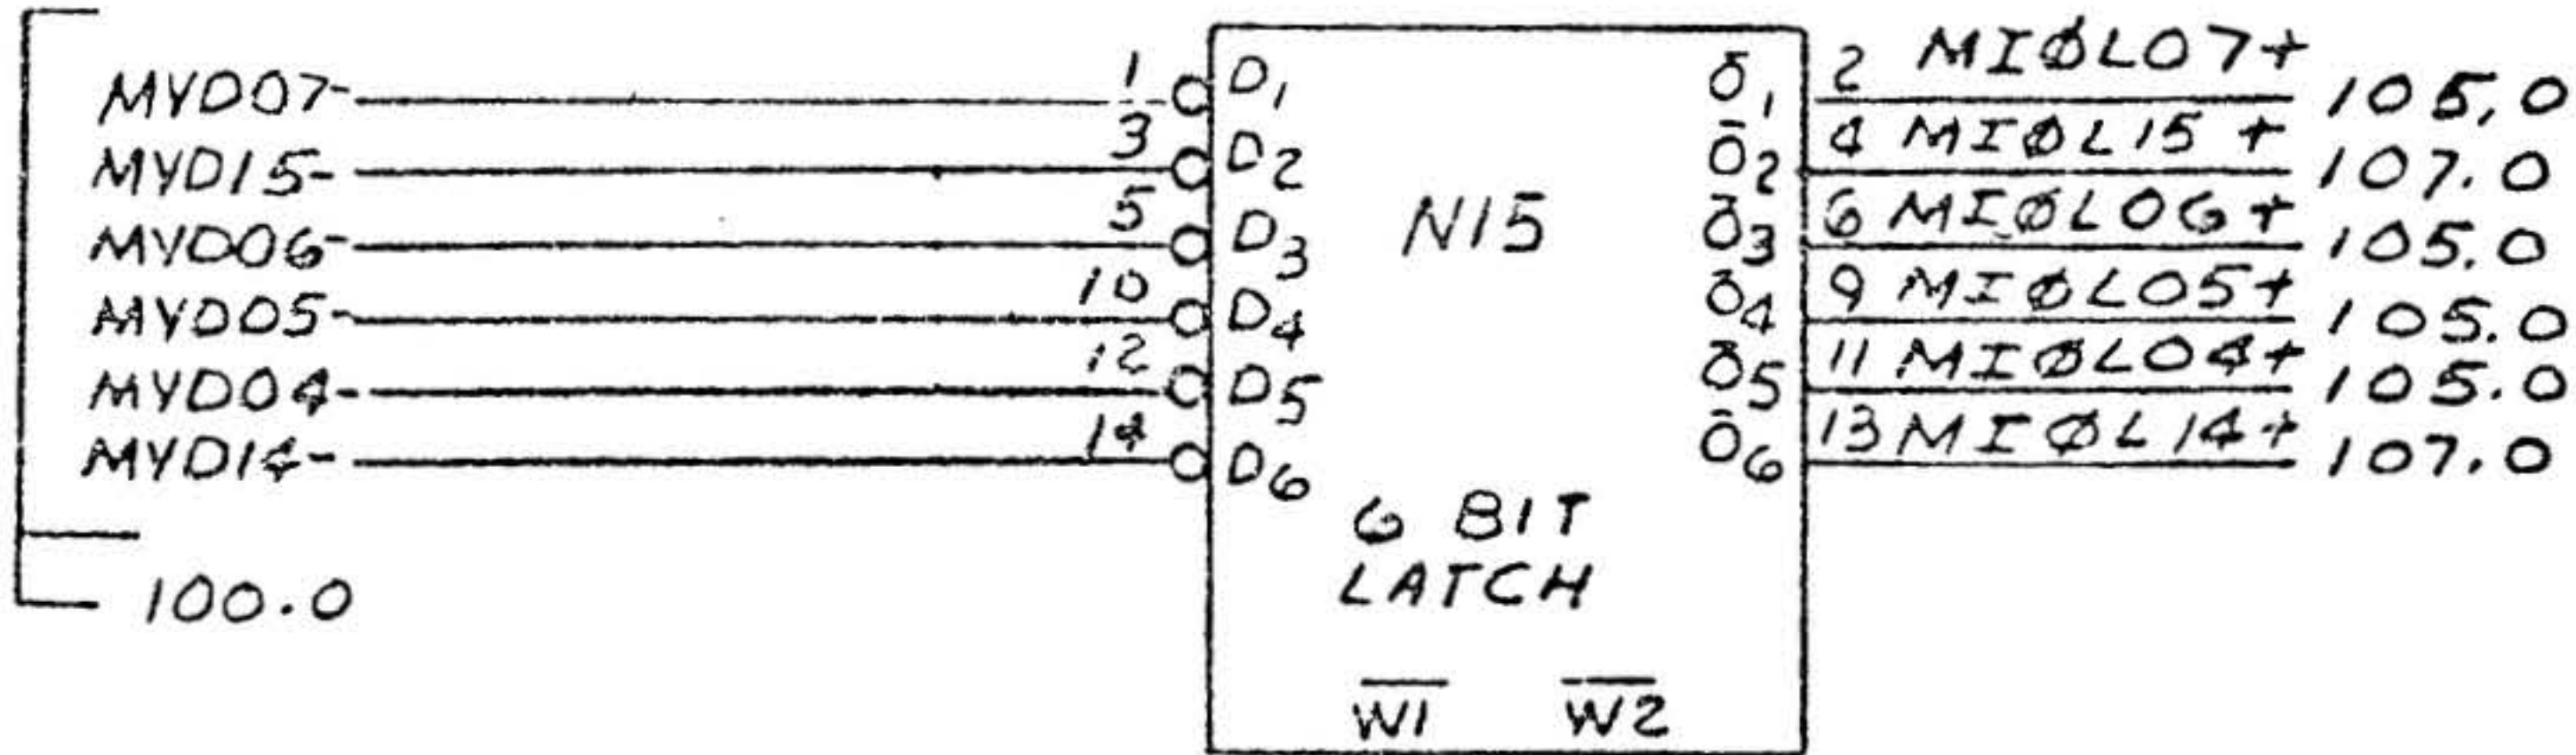 MYD07- 1 D1 Ō1 2 MIØL07+ 105.0
MYD15- 3 D2 Ō2 4 MIØL15+ 107.0
MYD06- 5 D3 N15 Ō3 6 MIØL06+ 105.0
MYD05- 10 D4 Ō4 9 MIØL05+ 105.0
MYD04- 12 D5 Ō5 11 MIØL04+ 105.0
MYD14- 14 D6 Ō6 13 MIØL14+ 107.0
6 BIT
100.0 LATCH
W̅1̅ W̅2̅